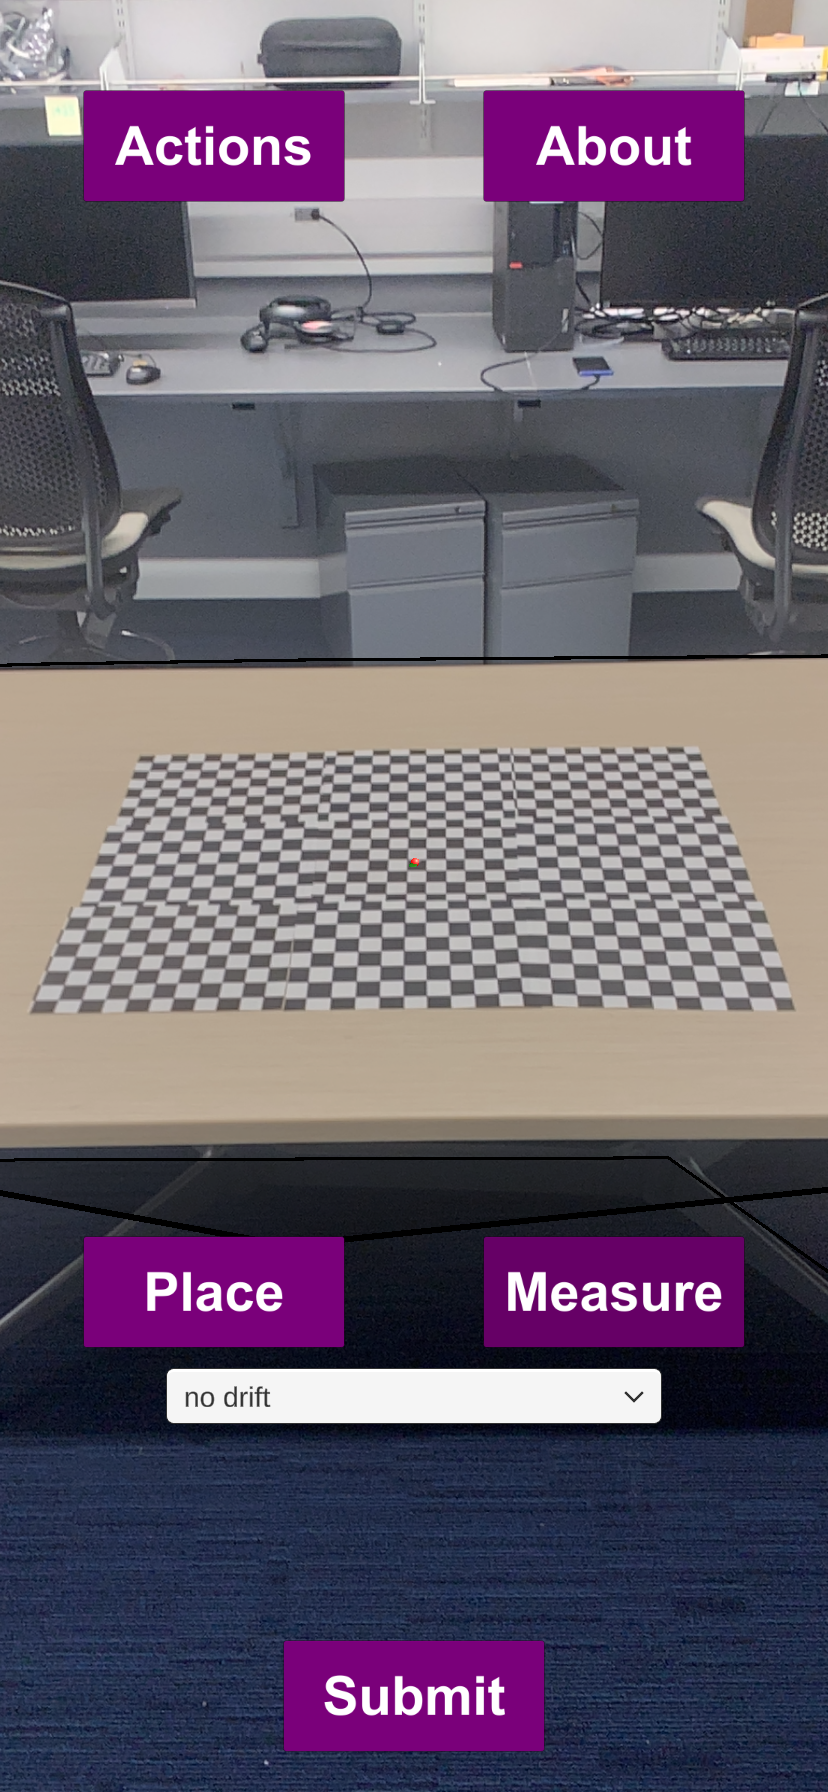 Actions
About
Place
Measure
no drift
Submit